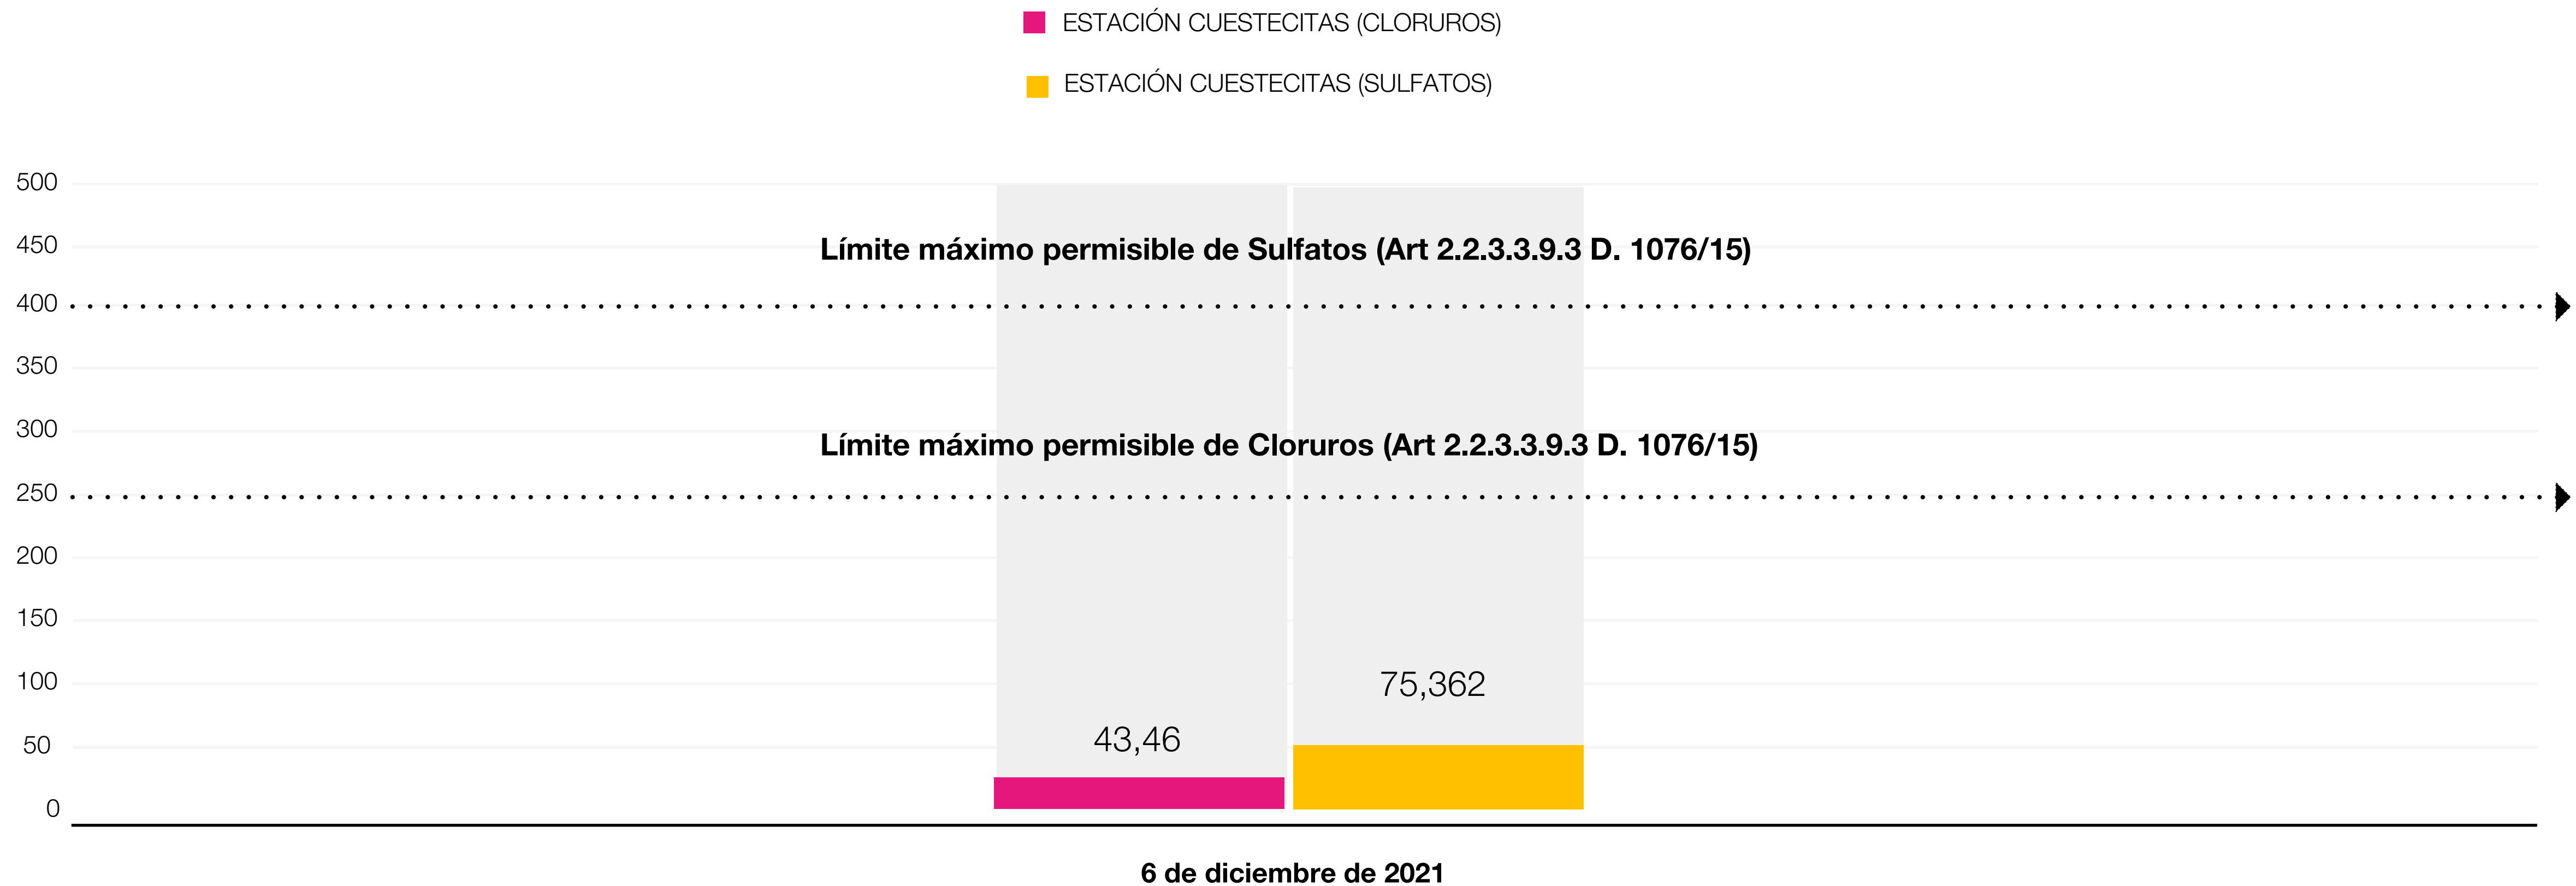 ESTACIÓN CUESTECITAS (CLORUROS)
ESTACIÓN CUESTECITAS (SULFATOS)
500
450
Límite máximo permisible de Sulfatos (Art 2.2.3.3.9.3 D. 1076/15)
400
350
300
Límite máximo permisible de Cloruros (Art 2.2.3.3.9.3 D. 1076/15)
250
200
150
100
75,362
43,46
50
0
6 de diciembre de 2021